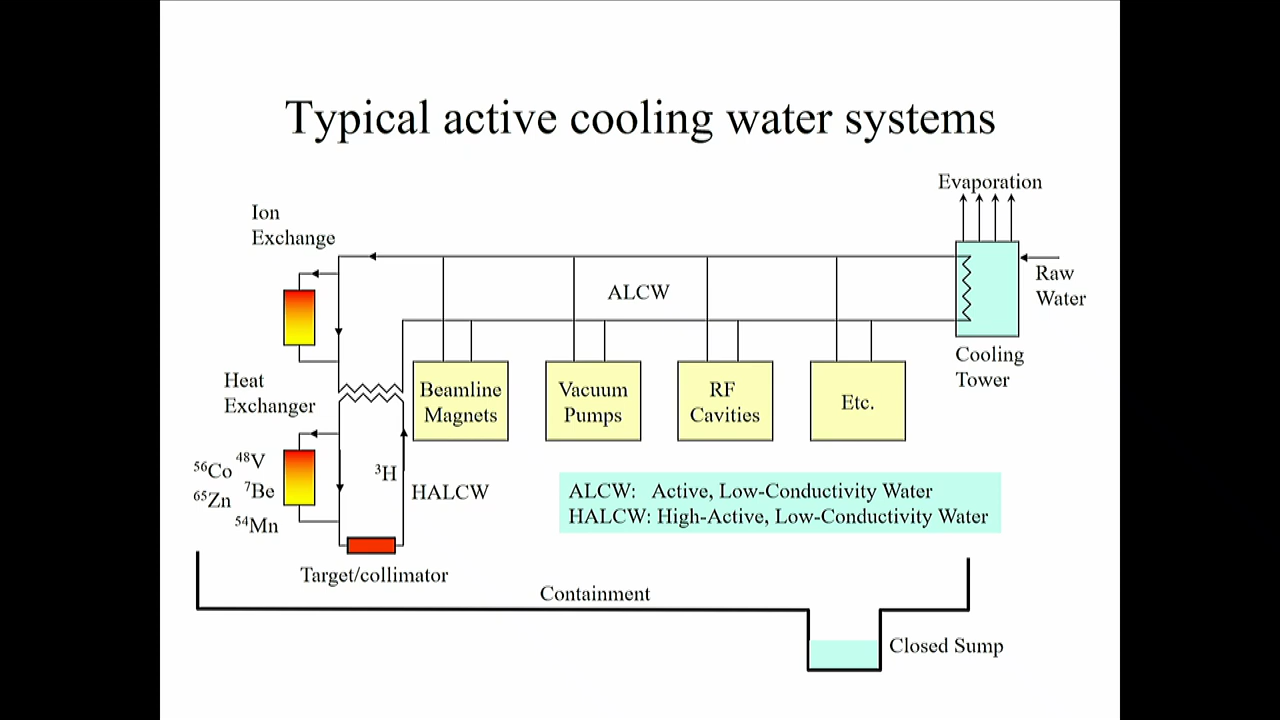 Typical active cooling water systems
Evaporation
Ion
Exchange
Raw
Water
ALCW
Cooling
Tower
Heat
Exchanger
Beamline
Magnets
Vacuum
Pumps
RF
Cavities
Etc.
⁵⁶Co ⁴⁸V
⁶⁵Zn ⁷Be
⁵⁴Mn
³H
HALCW
ALCW: Active, Low-Conductivity Water
HALCW: High-Active, Low-Conductivity Water
Target/collimator
Containment
Closed Sump